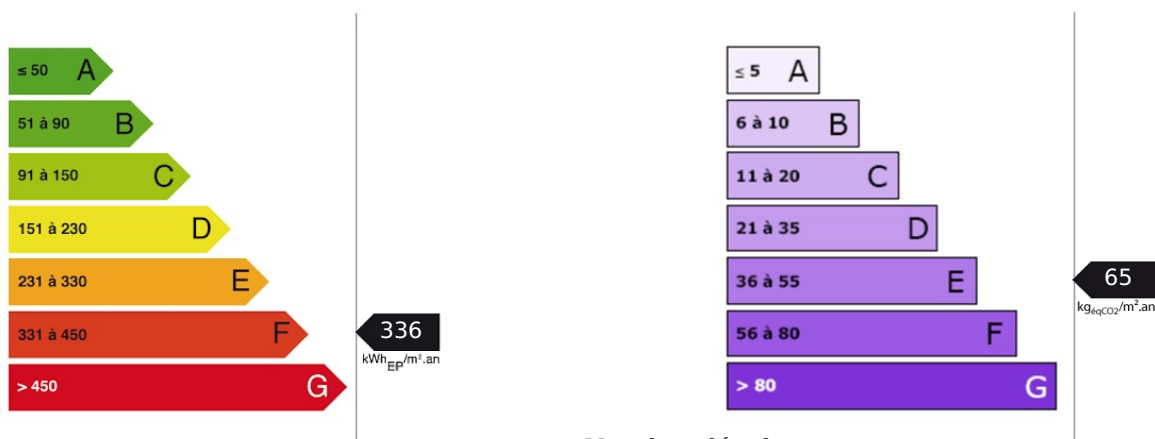 ≤ 50 A
51 à 90 B
91 à 150 C
151 à 230 D
231 à 330 E
331 à 450 F
> 450 G
336
kWhEP/m².an
≤ 5 A
6 à 10 B
11 à 20 C
21 à 35 D
36 à 55 E
56 à 80 F
> 80 G
65
kgéqCO2/m².an